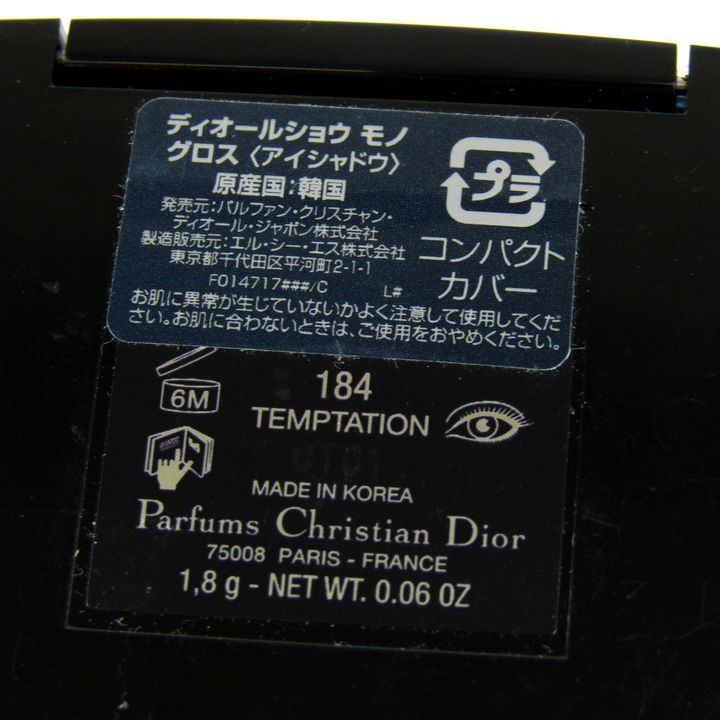 ディオールショウ モノ
グロス〈アイシャドウ〉
原産国:韓国
発売元:パルファン・クリスチャン・
ディオール・ジャポン株式会社
製造販売元:エル・シー・エス株式会社
東京都千代田区平河町2-1-1
F014717###/C L#
プラ
コンパクト
カバー
お肌に異常が生じていないかよく注意して使用してくだ
さい。お肌に合わないときは、ご使用をおやめください。
6M
184
TEMPTATION
6T01
MADE IN KOREA
Parfums Christian Dior
75008 PARIS - FRANCE
1,8 g - NET WT. 0.06 OZ